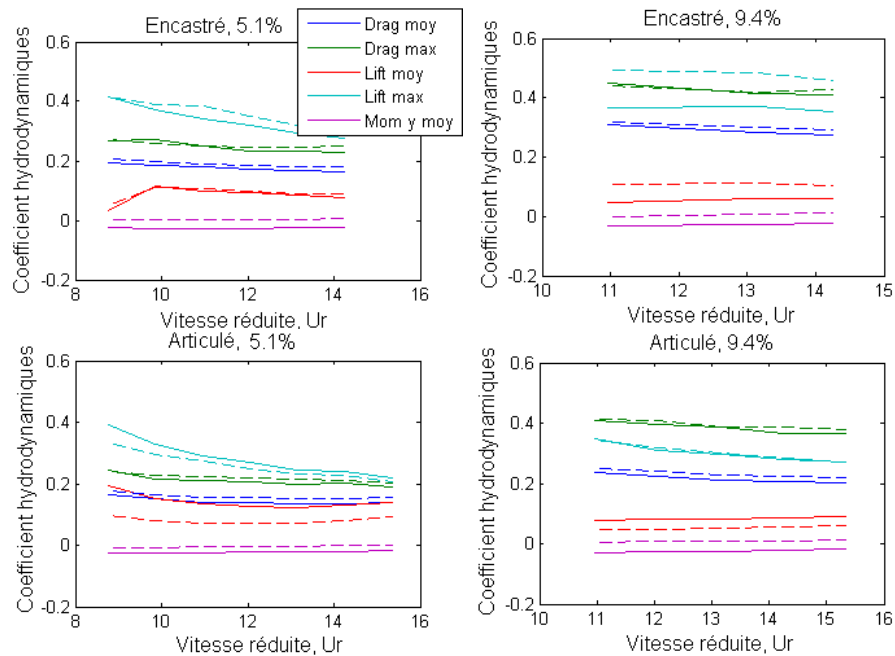 Encastré, 5.1%
Coefficient hydrodynamiques
0.6
0.4
0.2
0
-0.2
8
10
12
14
16
Vitesse réduite, Ur
Drag moy
Drag max
Lift moy
Lift max
Mom y moy
Encastré, 9.4%
Coefficient hydrodynamiques
0.6
0.4
0.2
0
-0.2
10
11
12
13
14
15
Vitesse réduite, Ur
Articulé, 5.1%
Coefficient hydrodynamiques
0.6
0.4
0.2
0
-0.2
8
10
12
14
16
Vitesse réduite, Ur
Articulé, 9.4%
Coefficient hydrodynamiques
0.6
0.4
0.2
0
-0.2
10
11
12
13
14
15
16
Vitesse réduite, Ur